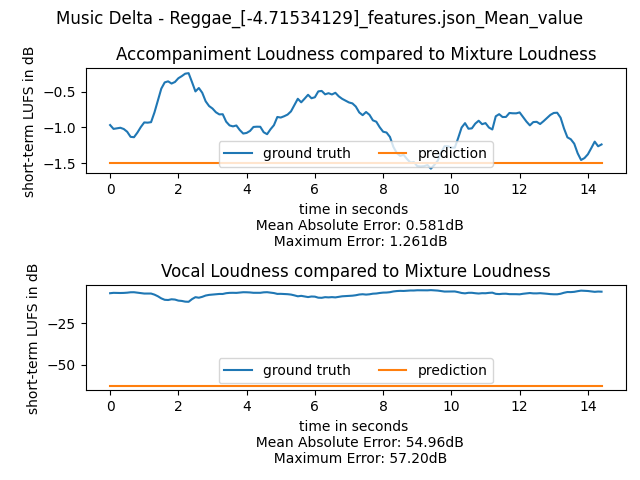 Music Delta - Reggae_[-4.71534129]_features.json_Mean_value
Accompaniment Loudness compared to Mixture Loudness
short-term LUFS in dB
−0.5
−1.0
−1.5
ground truth prediction
0 2 4 6 8 10 12 14
time in seconds
Mean Absolute Error: 0.581dB
Maximum Error: 1.261dB
Vocal Loudness compared to Mixture Loudness
short-term LUFS in dB
−25
−50
ground truth prediction
0 2 4 6 8 10 12 14
time in seconds
Mean Absolute Error: 54.96dB
Maximum Error: 57.20dB